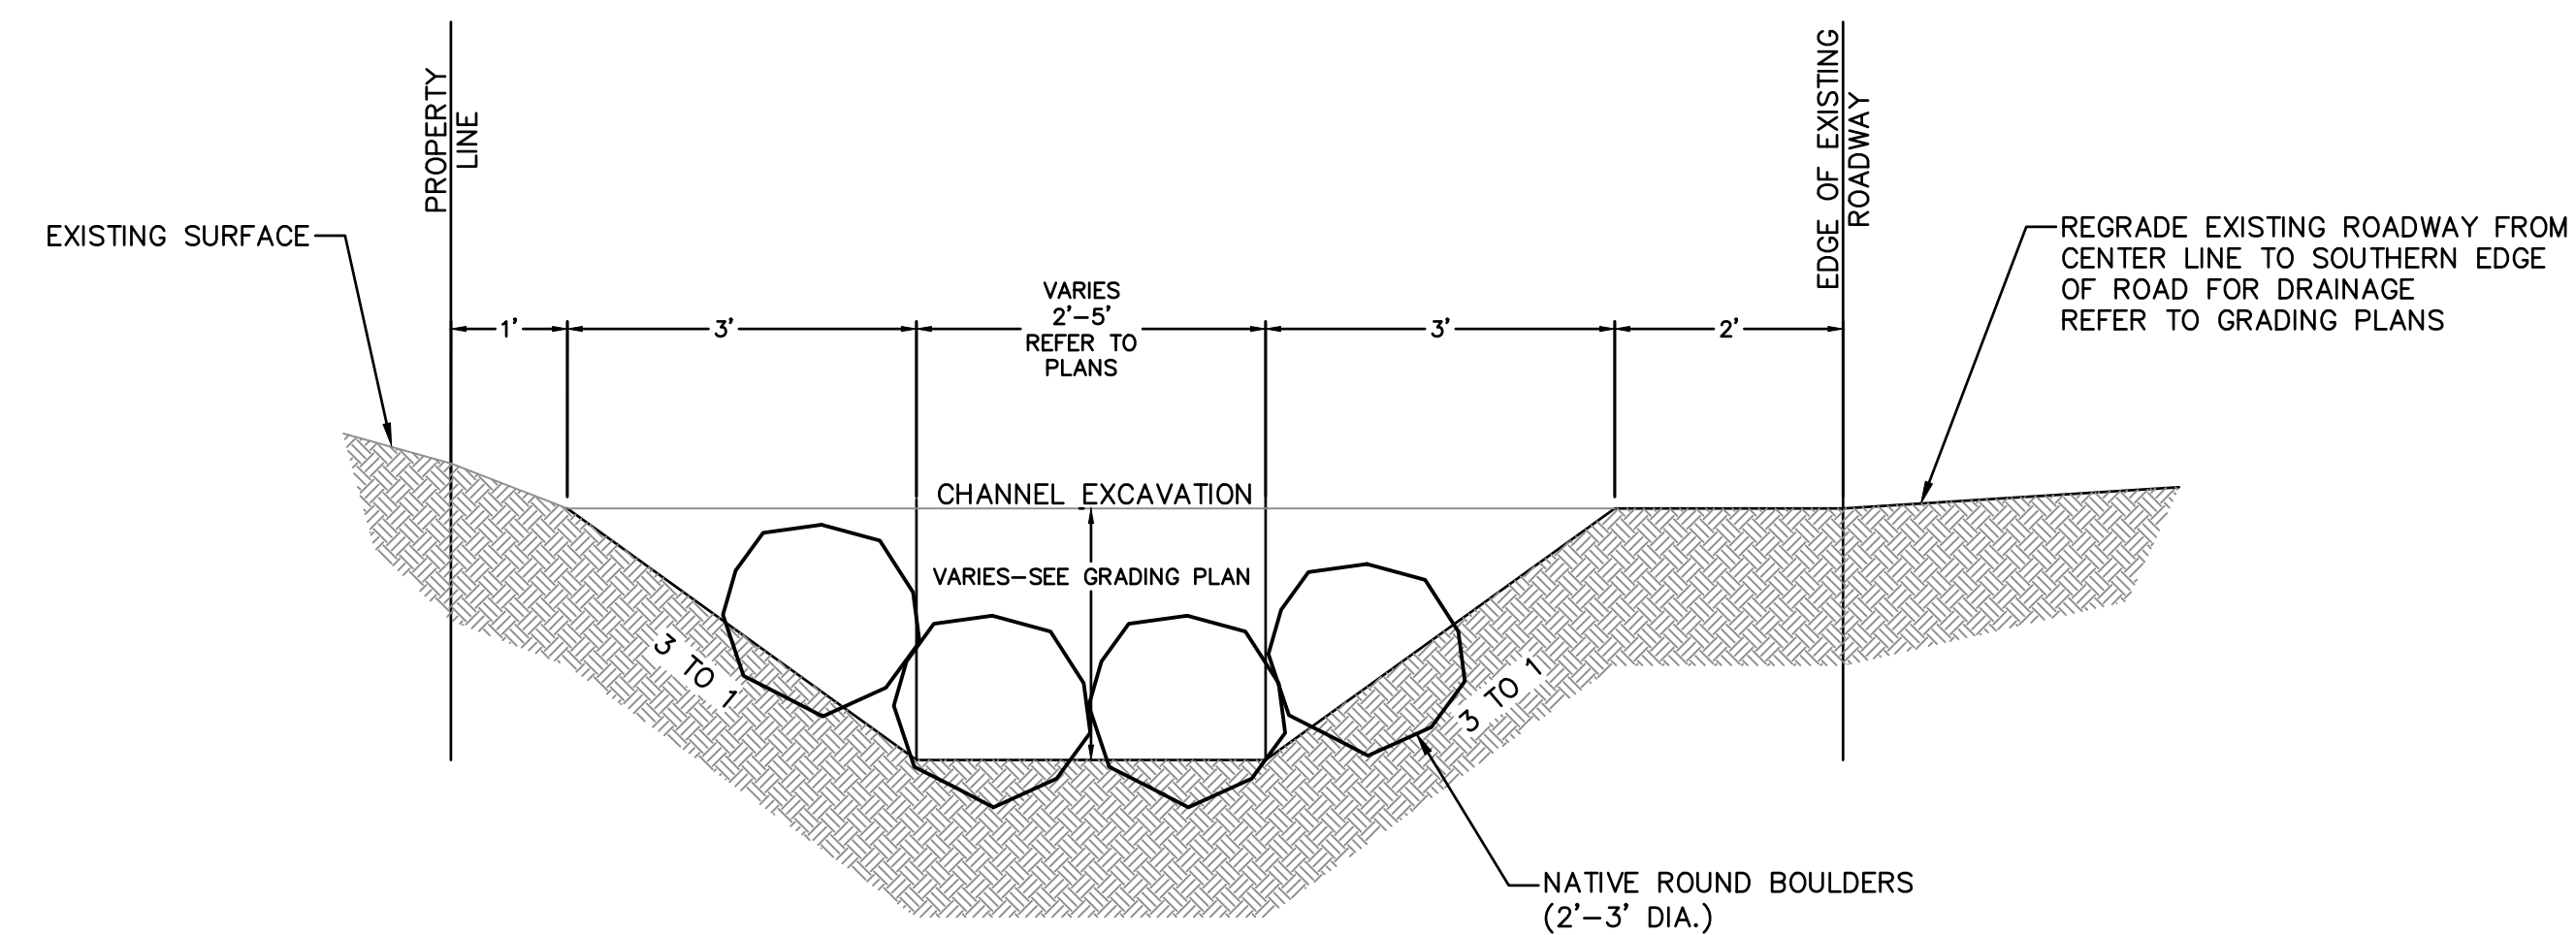 PROPERTY
LINE
EDGE OF EXISTING
ROADWAY
EXISTING SURFACE
REGRADE EXISTING ROADWAY FROM
CENTER LINE TO SOUTHERN EDGE
OF ROAD FOR DRAINAGE
REFER TO GRADING PLANS
1'
3'
VARIES
2'-5'
REFER TO
PLANS
3'
2'
CHANNEL EXCAVATION
VARIES-SEE GRADING PLAN
3 TO 1
3 TO 1
NATIVE ROUND BOULDERS
(2'-3' DIA.)